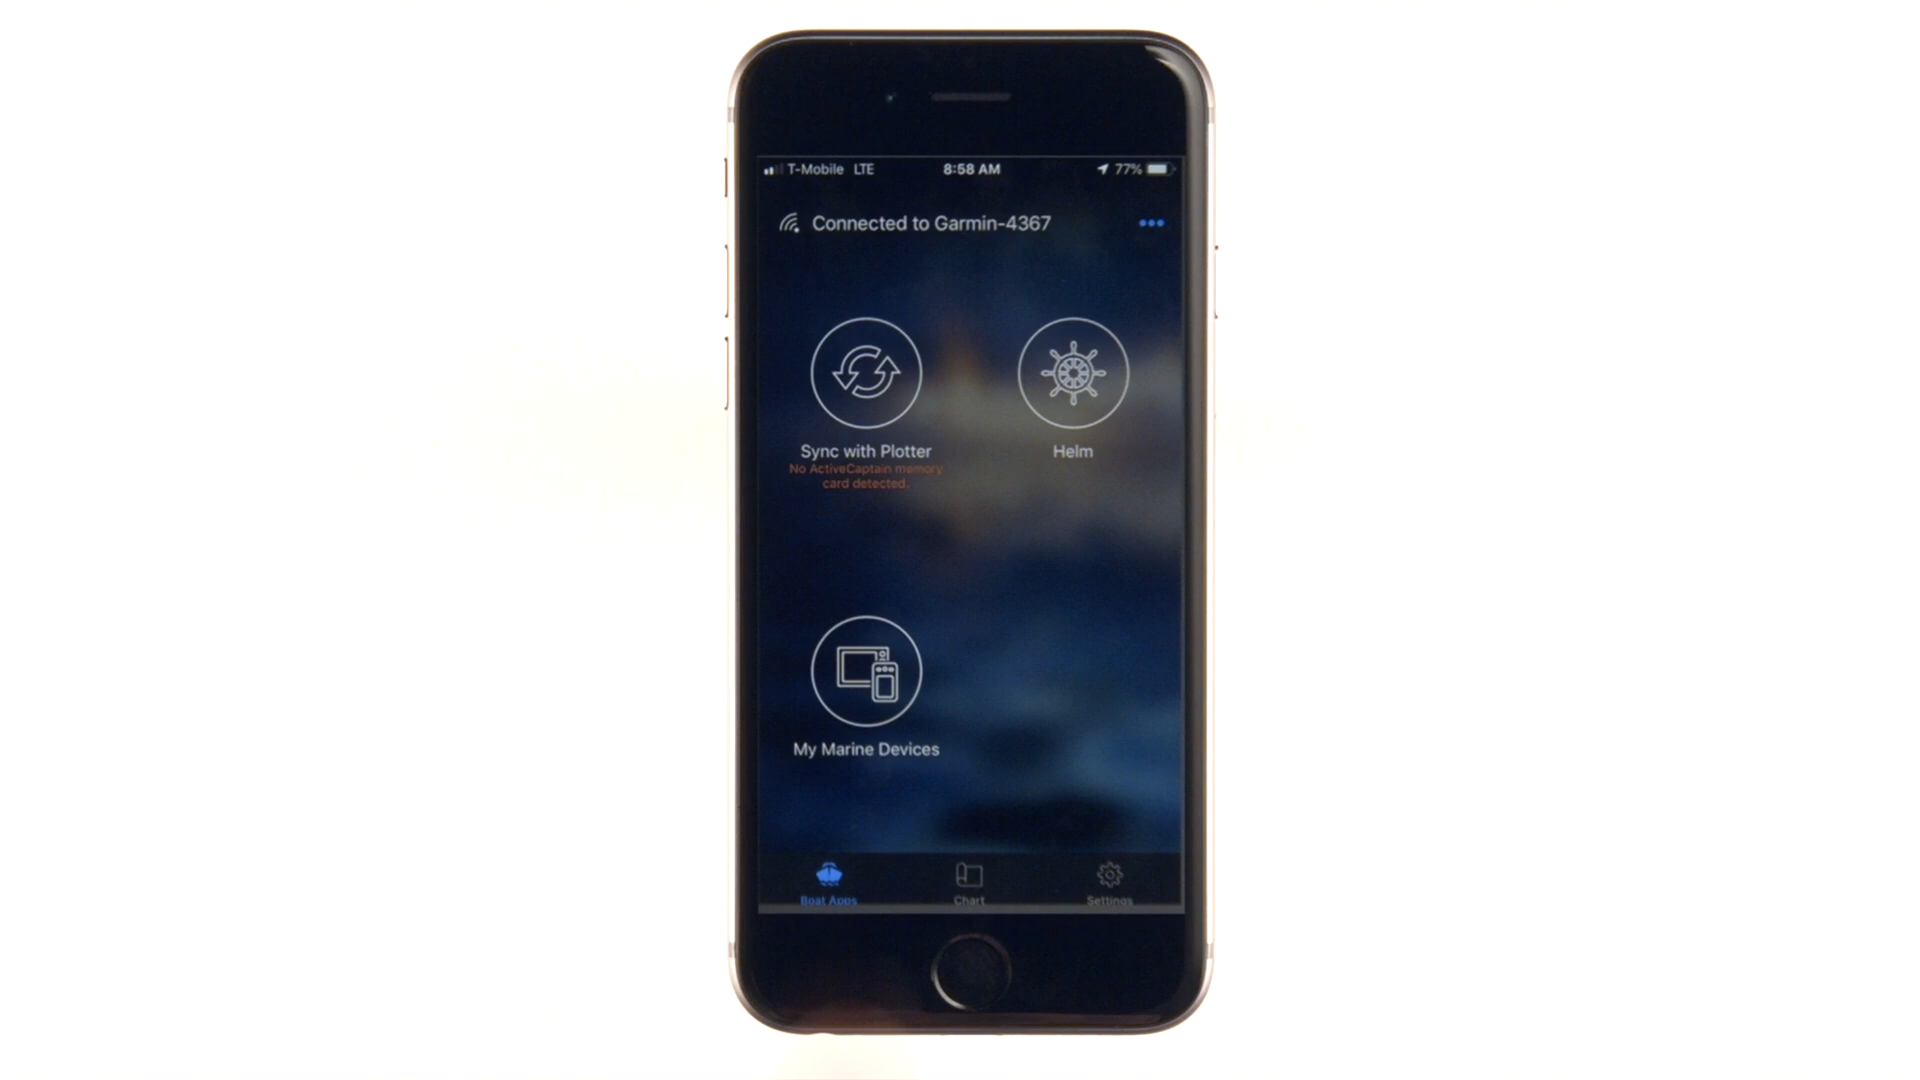 T-Mobile LTE 8:58 AM 77%
Connected to Garmin-4367
Sync with Plotter
No ActiveCaptain memory
card detected.
Helm
My Marine Devices
Boat Apps Chart Settings